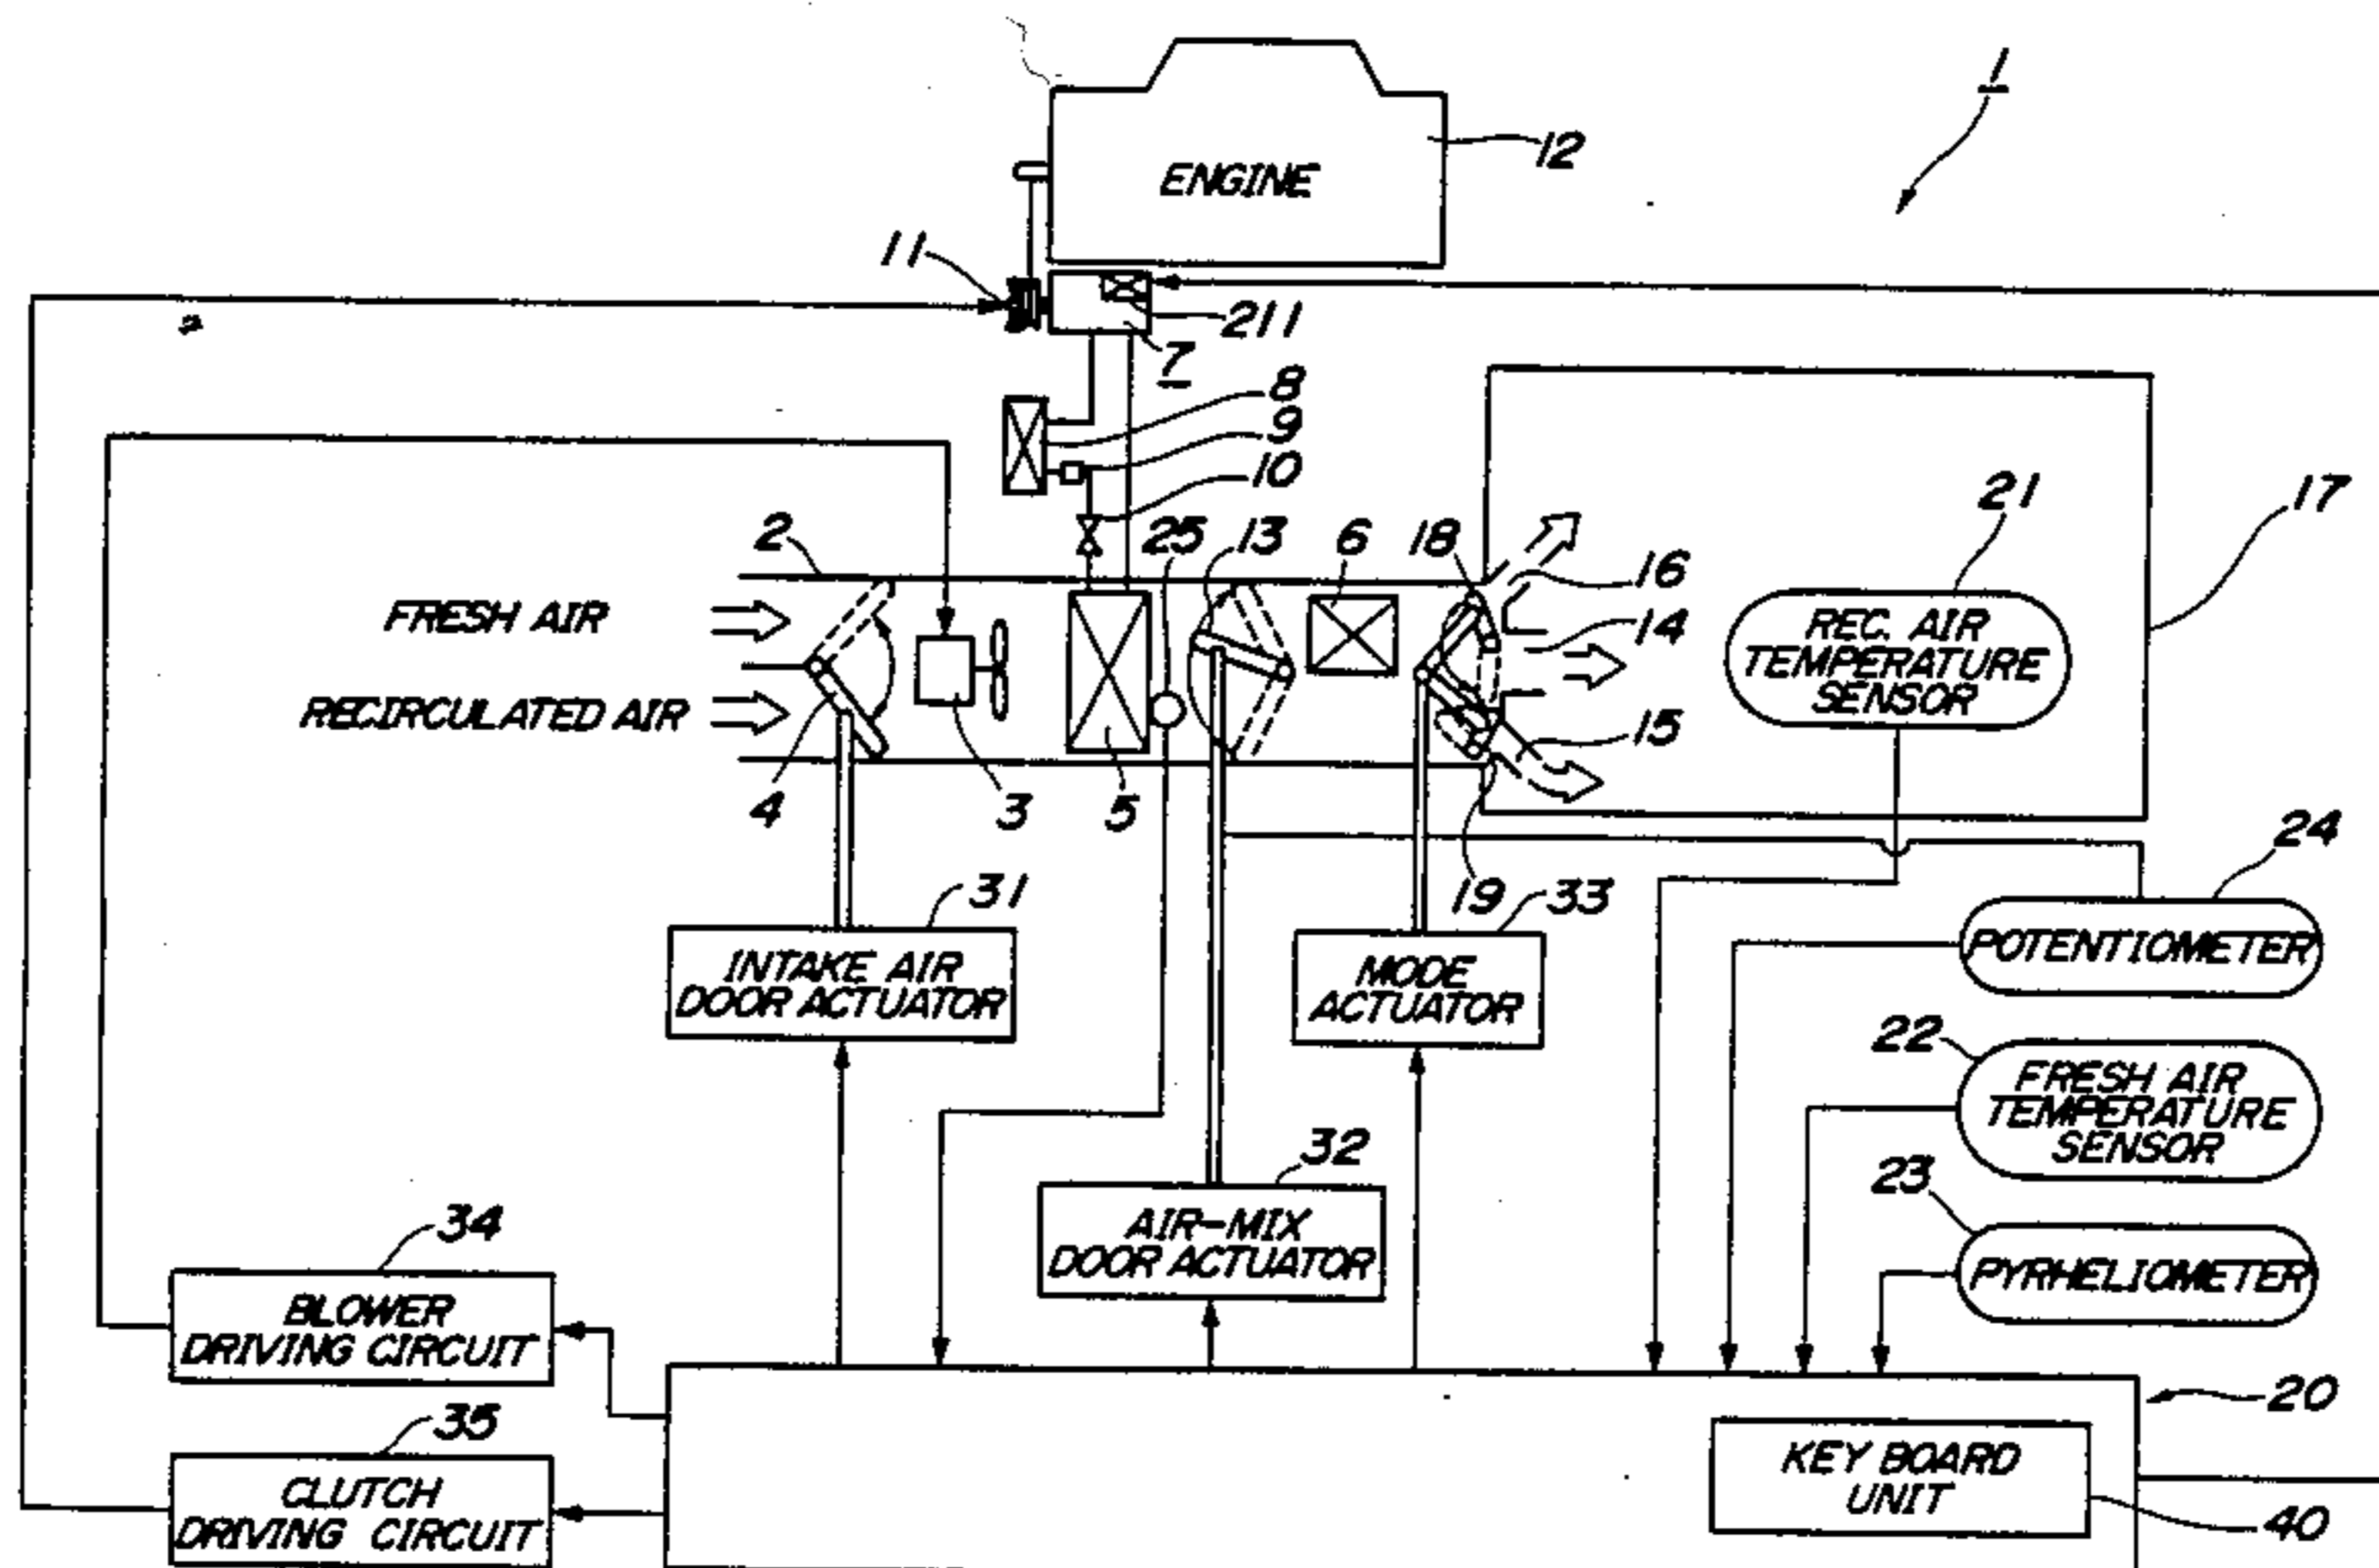 1
12
ENGINE
11
211
7
8
9
10
21
17
2
25
13
6
18
16
FRESH AIR
REC. AIR
TEMPERATURE
SENSOR
14
RECIRCULATED AIR
15
4
3
5
24
31
19
33
POTENTIOMETER
INTAKE AIR
DOOR ACTUATOR
MODE
ACTUATOR
22
FRESH AIR
TEMPERATURE
SENSOR
32
23
34
AIR-MIX
DOOR ACTUATOR
PYRHELIOMETER
BLOWER
DRIVING CIRCUIT
20
35
KEY BOARD
UNIT
CLUTCH
DRIVING CIRCUIT
40